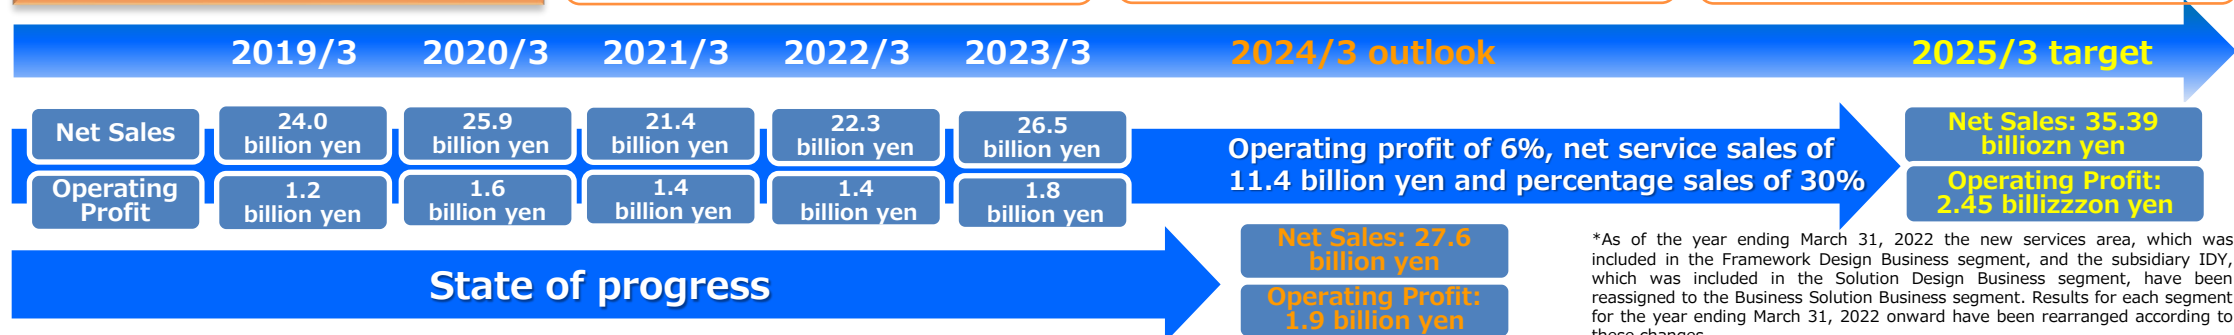 2019/3 2020/3 2021/3 2022/3 2023/3 2024/3 outlook 2025/3 target
Net Sales
24.0
billion yen
25.9
billion yen
21.4
billion yen
22.3
billion yen
26.5
billion yen
Operating
Profit
1.2
billion yen
1.6
billion yen
1.4
billion yen
1.4
billion yen
1.8
billion yen
Operating profit of 6%, net service sales of
11.4 billion yen and percentage sales of 30%
Net Sales: 35.39
billiozn yen
Operating Profit:
2.45 billizzzon yen
State of progress
Net Sales: 27.6
billion yen
Operating Profit:
1.9 billion yen
*As of the year ending March 31, 2022 the new services area, which was
included in the Framework Design Business segment, and the subsidiary IDY,
which was included in the Solution Design Business segment, have been
reassigned to the Business Solution Business segment. Results for each segment
for the year ending March 31, 2022 onward have been rearranged according to
these changes